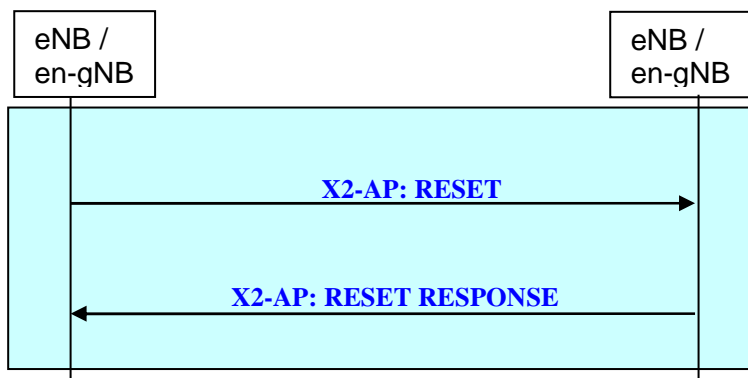 eNB /
en-gNB
eNB /
en-gNB
X2-AP: RESET
X2-AP: RESET RESPONSE